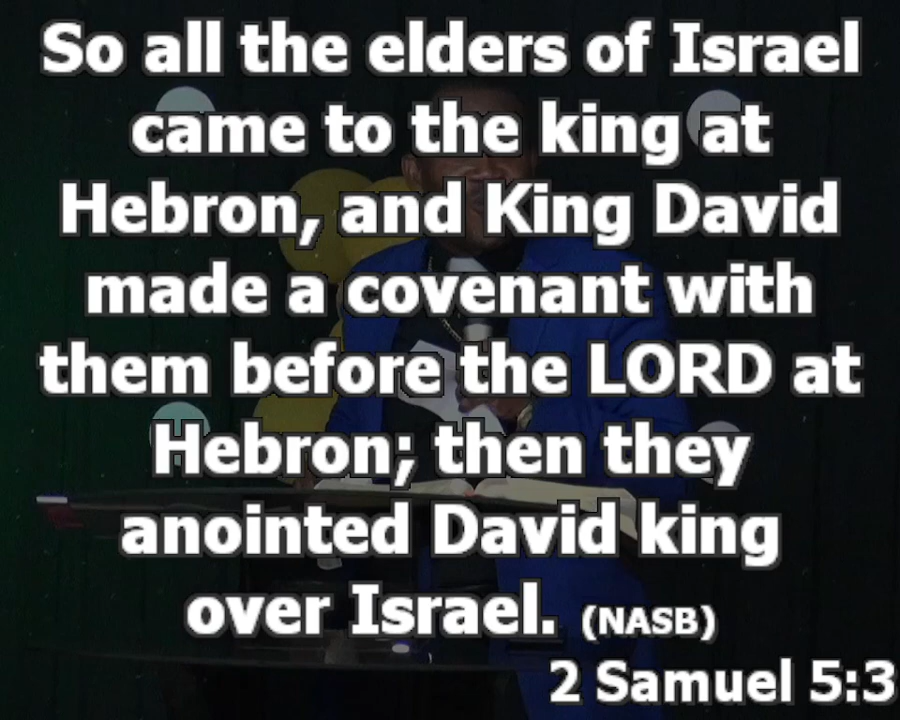 So all the elders of Israel
came to the king at
Hebron, and King David
made a covenant with
them before the LORD at
Hebron; then they
anointed David king
over Israel. (NASB)
2 Samuel 5:3